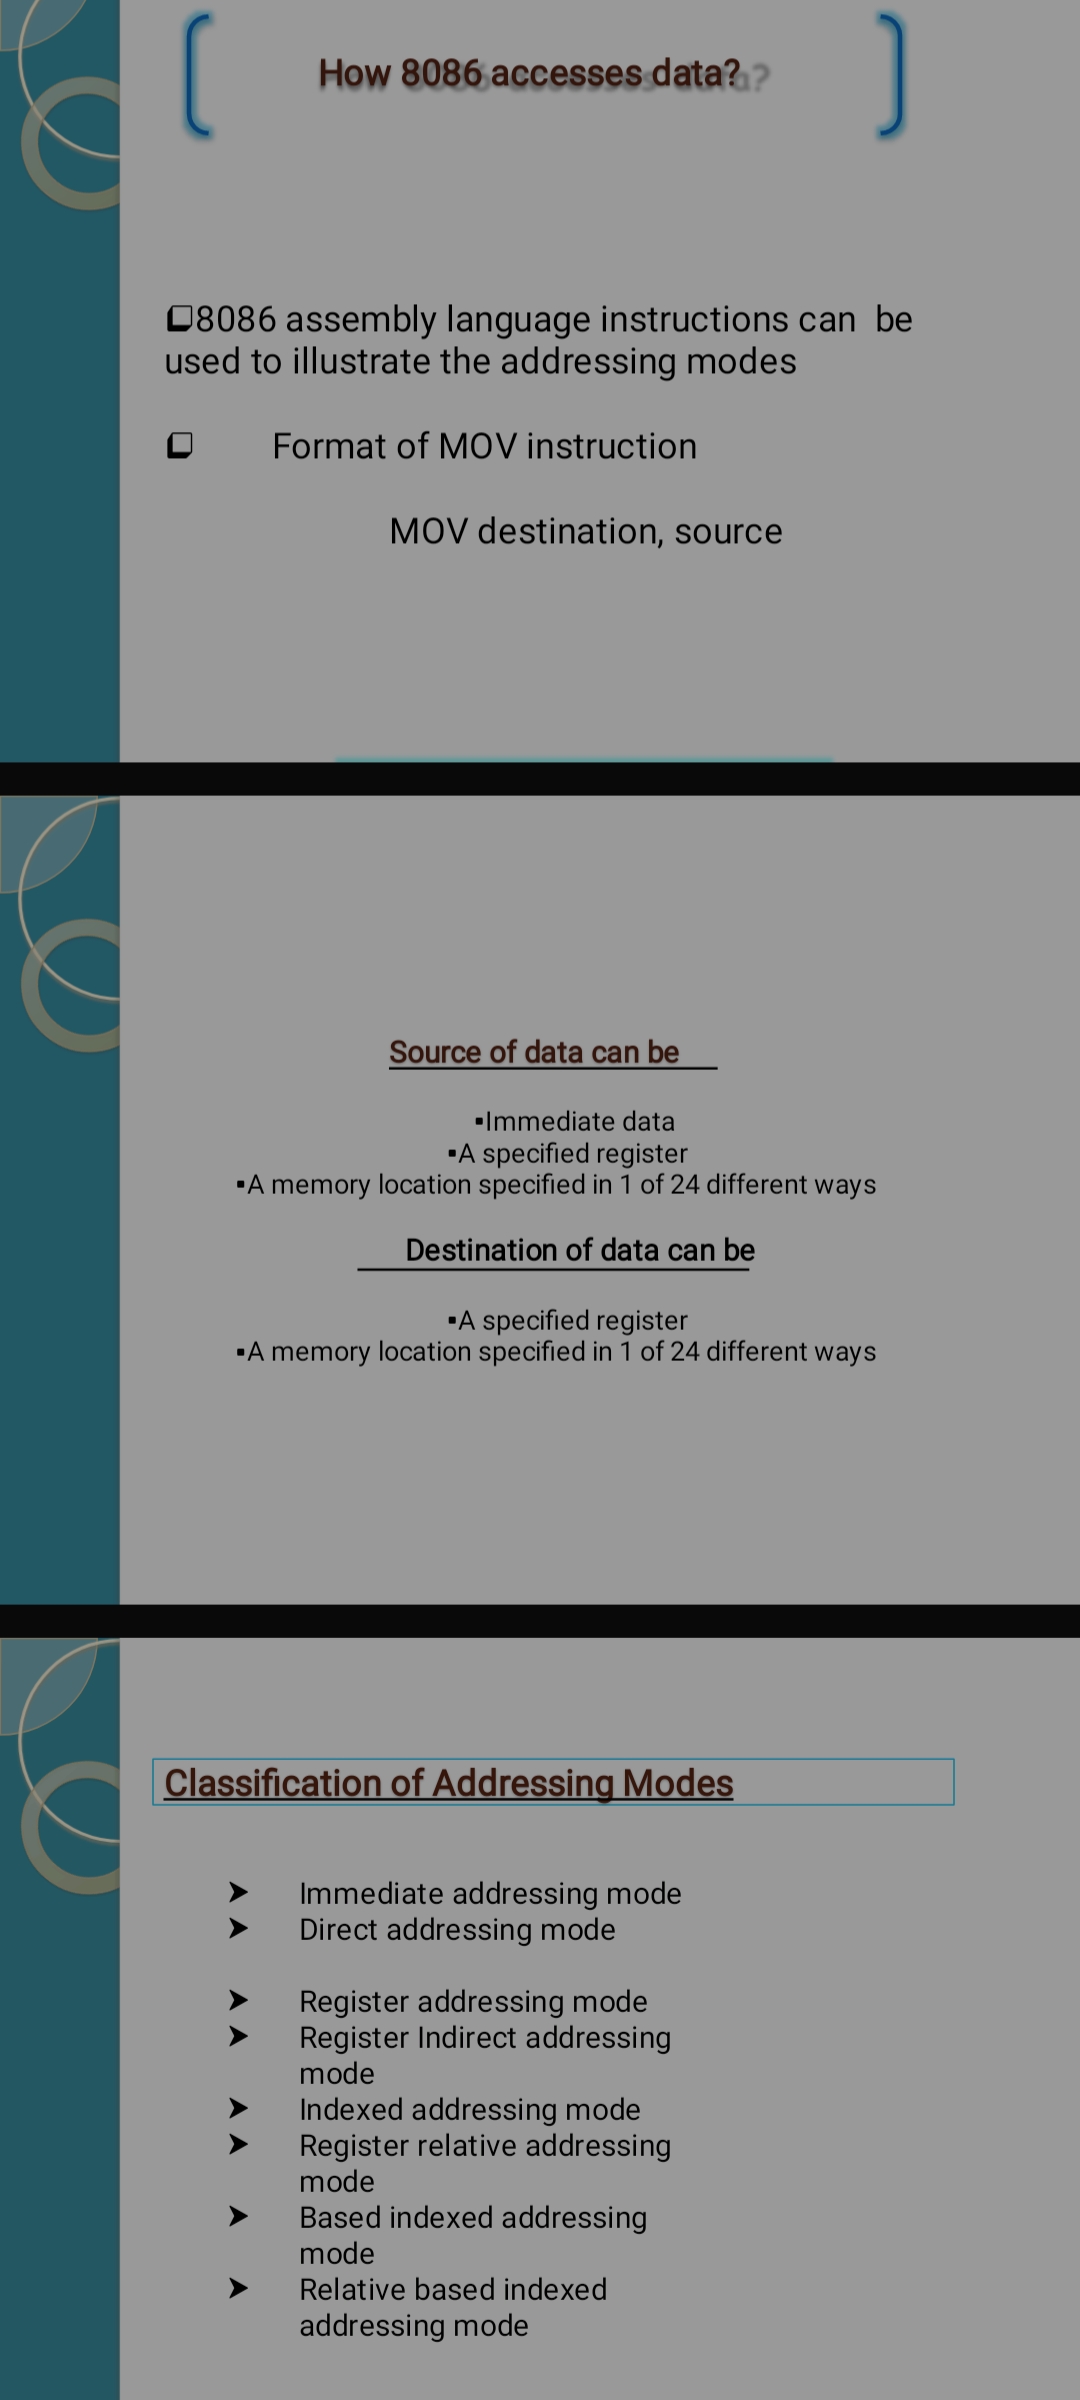 How 8086 accesses data?
❑8086 assembly language instructions can be
used to illustrate the addressing modes
❑ Format of MOV instruction
MOV destination, source
Source of data can be
▪Immediate data
▪A specified register
▪A memory location specified in 1 of 24 different ways
Destination of data can be
▪A specified register
▪A memory location specified in 1 of 24 different ways
Classification of Addressing Modes
➤ Immediate addressing mode
➤ Direct addressing mode
➤ Register addressing mode
➤ Register Indirect addressing
mode
➤ Indexed addressing mode
➤ Register relative addressing
mode
➤ Based indexed addressing
mode
➤ Relative based indexed
addressing mode